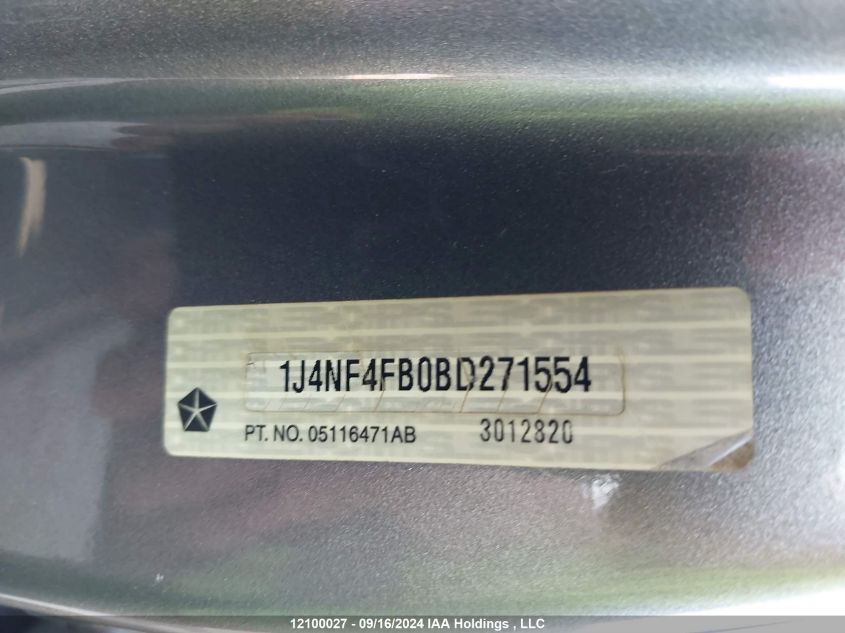 1J4NF4FB0BD271554
PT. NO. 05116471AB 3012820
12100027 - 09/16/2024 IAA Holdings , LLC